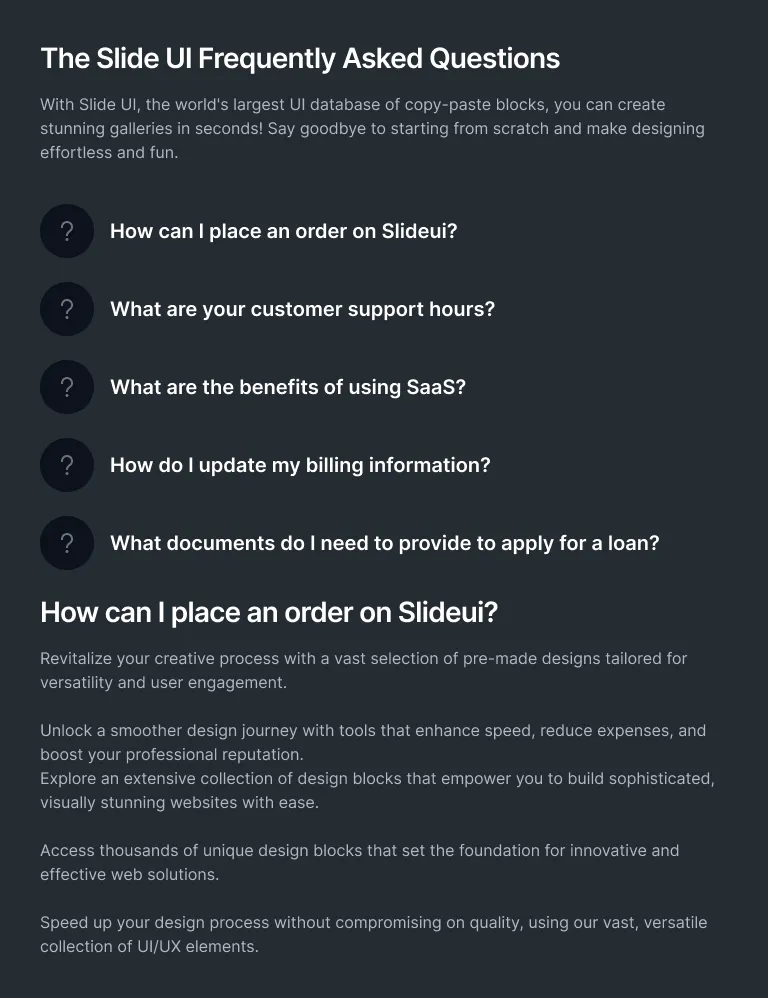 The Slide UI Frequently Asked Questions
With Slide UI, the world's largest UI database of copy-paste blocks, you can create
stunning galleries in seconds! Say goodbye to starting from scratch and make designing
effortless and fun.
?
How can I place an order on Slideui?
?
What are your customer support hours?
?
What are the benefits of using SaaS?
?
How do I update my billing information?
?
What documents do I need to provide to apply for a loan?
How can I place an order on Slideui?
Revitalize your creative process with a vast selection of pre-made designs tailored for
versatility and user engagement.
Unlock a smoother design journey with tools that enhance speed, reduce expenses, and
boost your professional reputation.
Explore an extensive collection of design blocks that empower you to build sophisticated,
visually stunning websites with ease.
Access thousands of unique design blocks that set the foundation for innovative and
effective web solutions.
Speed up your design process without compromising on quality, using our vast, versatile
collection of UI/UX elements.